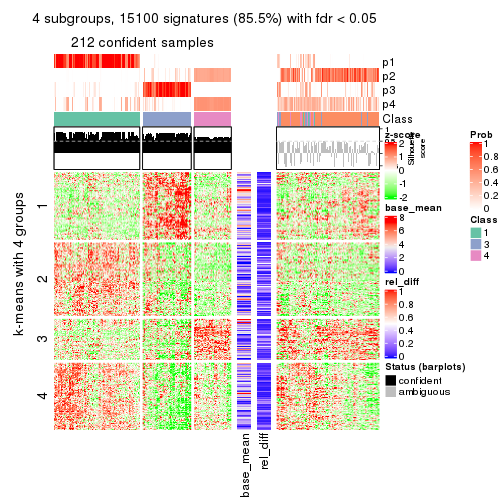 4 subgroups, 15100 signatures (85.5%) with fdr < 0.05
212 confident samples
p1
p2
p3
p4
Class
1
2
Silhouette
score
z-score
2
1
0
-1
-2
Prob
1
0.8
0.6
0.4
0.2
0
base_mean
8
6
4
2
0
Class
1
3
4
rel_diff
1
0.8
0.6
0.4
0.2
0
Status (barplots)
confident
ambiguous
k-means with 4 groups
1
2
3
4
base_mean
rel_diff